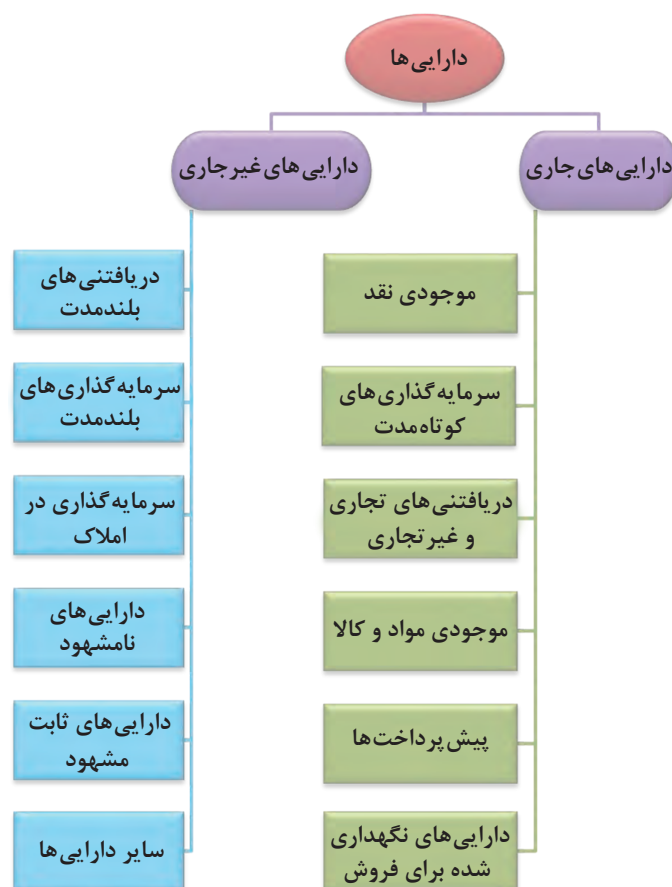 دارایی‌ها
دارایی‌های جاری
دارایی‌های غیرجاری
موجودی نقد
سرمایه‌گذاری‌های
کوتاه‌مدت
دریافتنی‌های تجاری
و غیرتجاری
موجودی مواد و کالا
پیش‌پرداخت‌ها
دارایی‌های نگهداری
شده برای فروش
دریافتنی‌های
بلندمدت
سرمایه‌گذاری‌های
بلندمدت
سرمایه‌گذاری در
املاک
دارایی‌های
نامشهود
دارایی‌های ثابت
مشهود
سایر دارایی‌ها